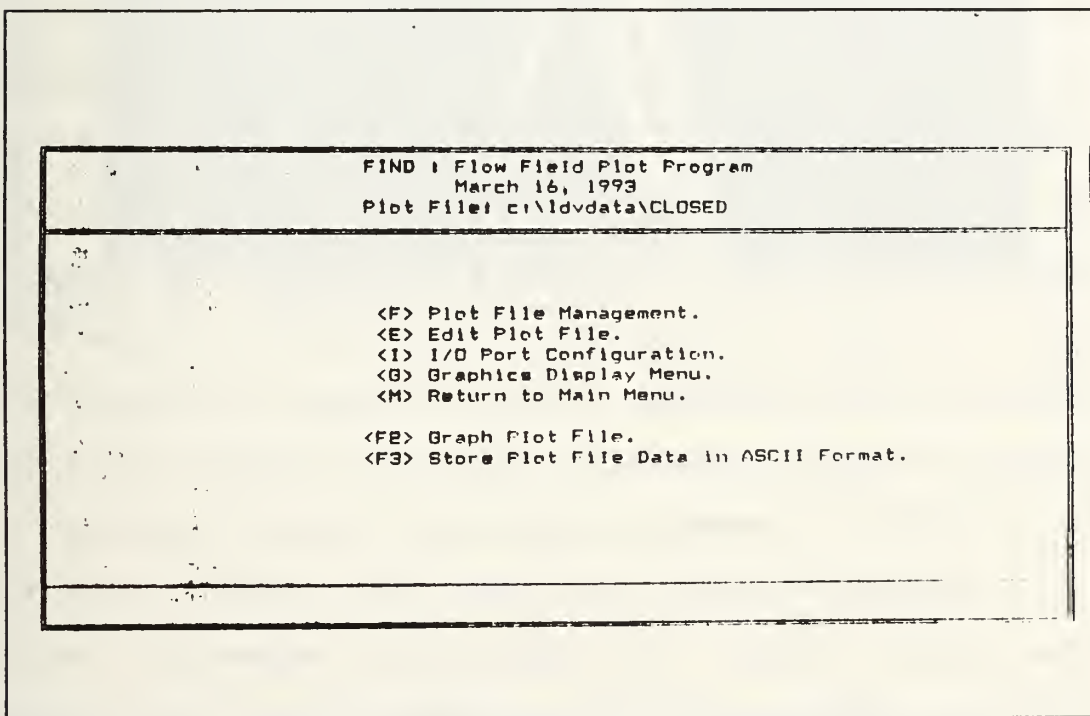 FIND : Flow Field Plot Program
March 16, 1993
Plot File: c:\ldvdata\CLOSED
<F> Plot File Management.
<E> Edit Plot File.
<I> I/O Port Configuration.
<G> Graphics Display Menu.
<M> Return to Main Menu.
<F2> Graph Plot File.
<F3> Store Plot File Data in ASCII Format.